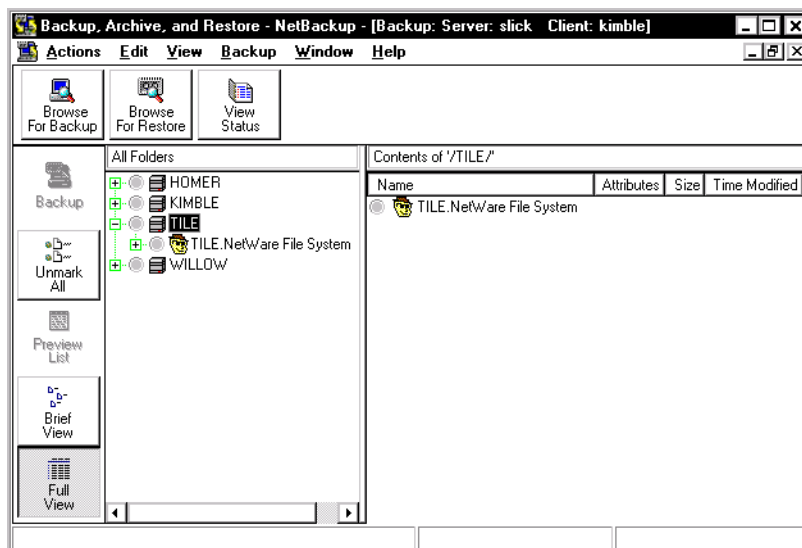 Backup, Archive, and Restore - NetBackup - [Backup: Server: slick Client: kimble]
Actions Edit View Backup Window Help
Browse For Backup
Browse For Restore
View Status
All Folders
Contents of '/TILE/'
Backup
Unmark All
Preview List
Brief View
Full View
HOMER
KIMBLE
TILE
TILE.NetWare File System
WILLOW
Name Attributes Size Time Modified
TILE.NetWare File System